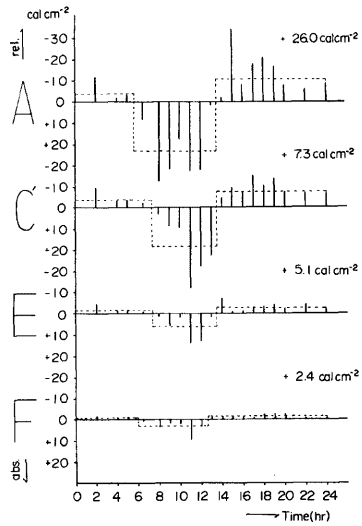 cal cm-2
rel.
-30
+ 26.0 cal cm-2
-20
-10
A
0
+10
+20
+ 7.3 cal cm-2
-10
C'
0
+10
+20
+ 5.1 cal cm-2
-10
E
0
+10
+20
+ 2.4 cal cm-2
-10
F
0
+10
abs.
+20
0 2 4 6 8 10 12 14 16 18 20 22 24
Time(hr)